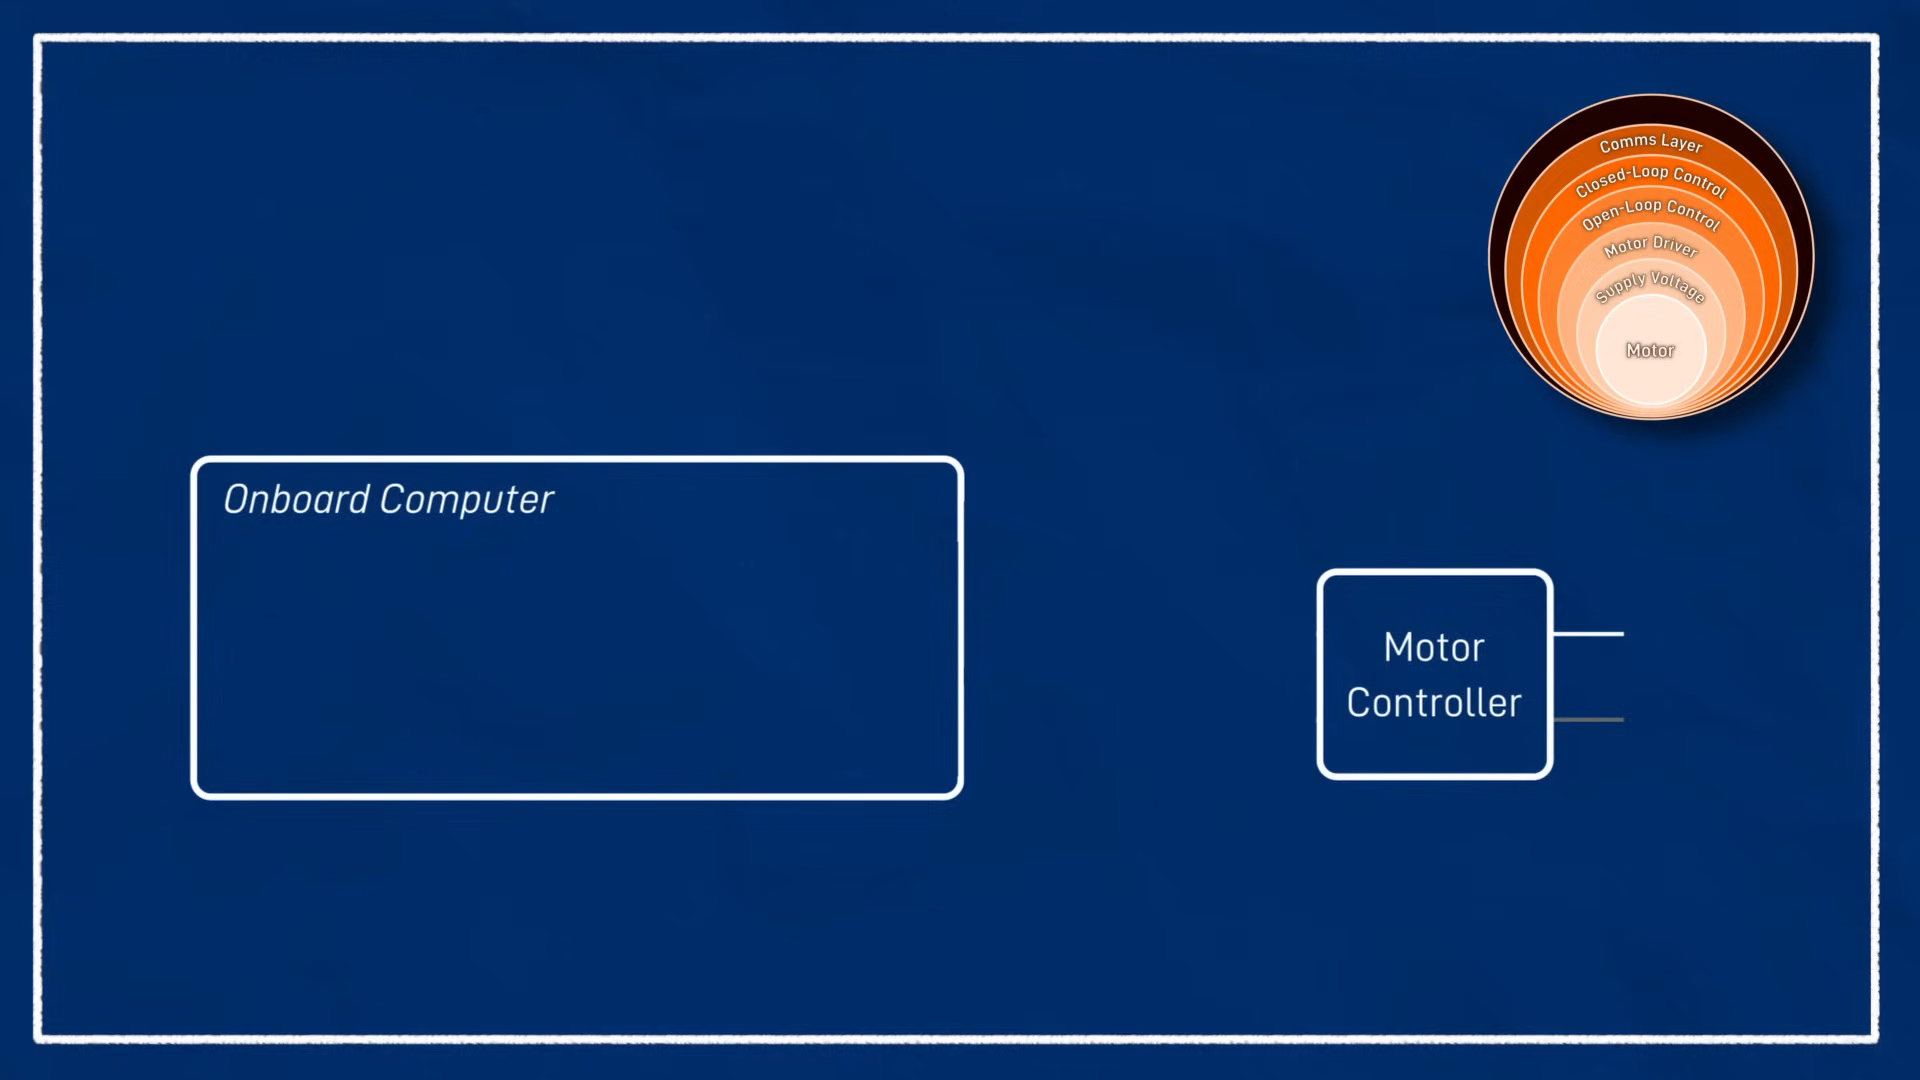 Comms Layer
Closed-Loop Control
Open-Loop Control
Motor Driver
Supply Voltage
Motor
Onboard Computer
Motor
Controller